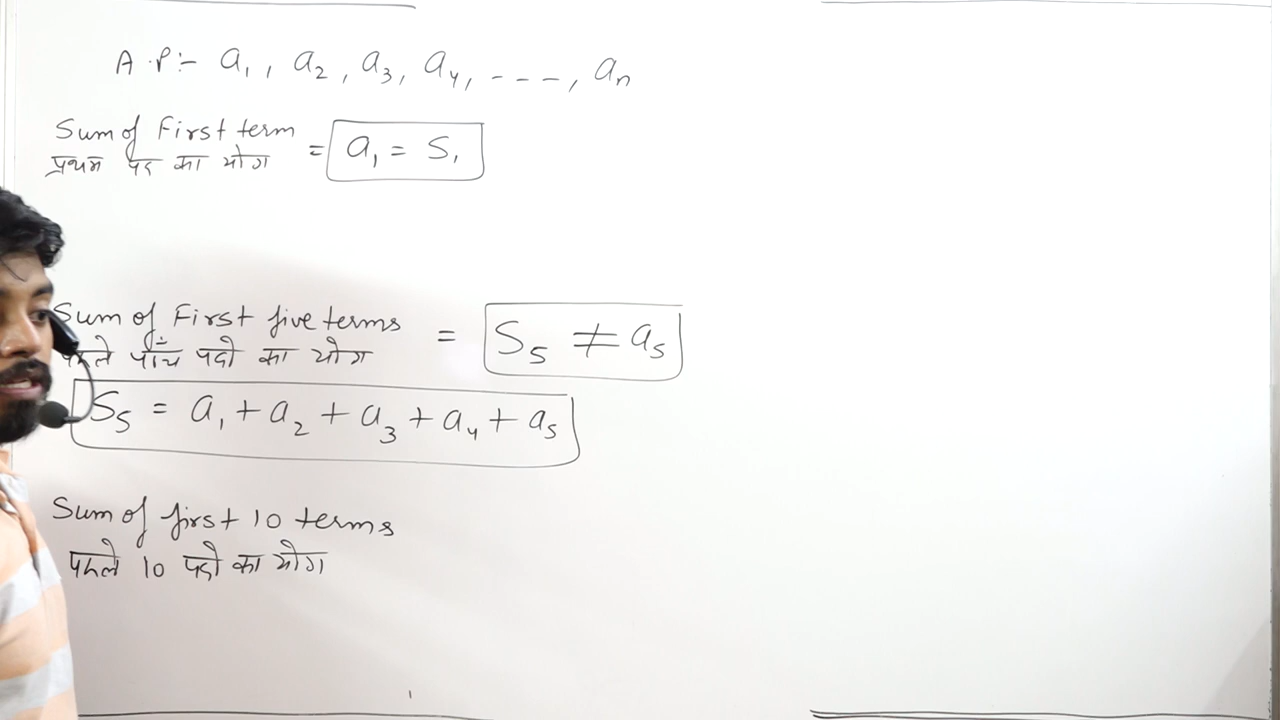 A.P:- a₁, a₂, a₃, a₄, ---, aₙ
Sum of First term
प्रथम पद का योग = a₁ = S₁
Sum of First five terms
पहले पाँच पदो का योग = S₅ ≠ a₅
S₅ = a₁ + a₂ + a₃ + a₄ + a₅
Sum of first 10 terms
पहले 10 पदो का योग